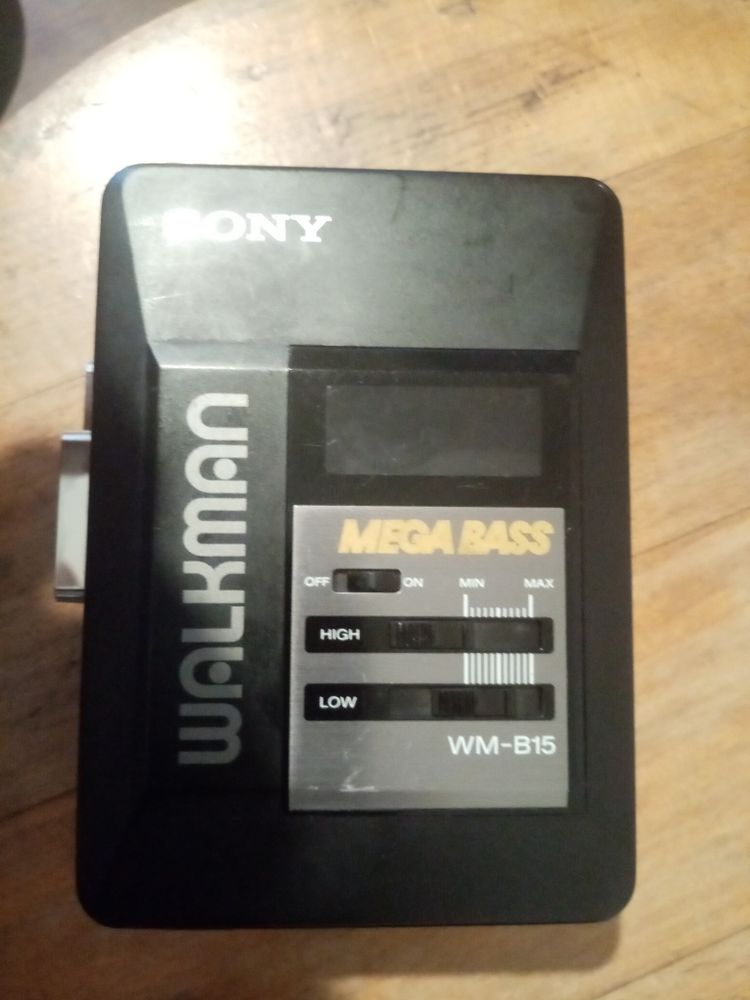 SONY
WALKMAN
MEGA BASS
OFF ON MIN MAX
HIGH
LOW
WM-B15